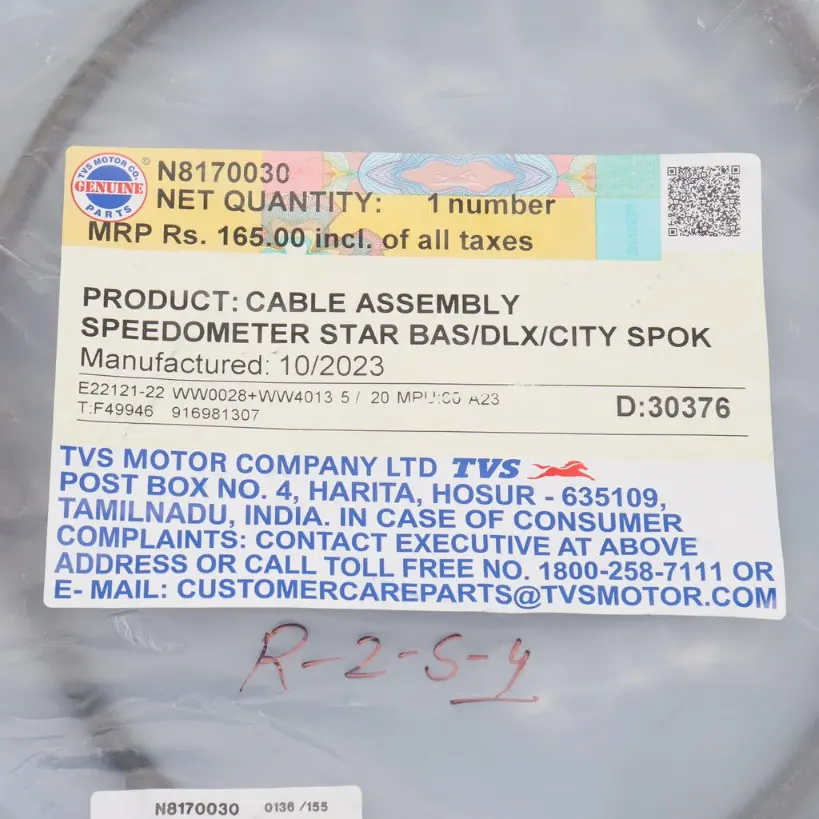 TVS MOTOR CO.
GENUINE
PARTS
©
N8170030
NET QUANTITY: 1 number
MRP Rs. 165.00 incl. of all taxes
PRODUCT: CABLE ASSEMBLY
SPEEDOMETER STAR BAS/DLX/CITY SPOK
Manufactured: 10/2023
E22121-22 WW0028+WW4013 5 / 20 A23
T:F49946 916981307
D:30376
TVS MOTOR COMPANY LTD TVS
POST BOX NO. 4, HARITA, HOSUR - 635109,
TAMILNADU, INDIA. IN CASE OF CONSUMER
COMPLAINTS: CONTACT EXECUTIVE AT ABOVE
ADDRESS OR CALL TOLL FREE NO. 1800-258-7111 OR
E- MAIL: CUSTOMERCAREPARTS@TVSMOTOR.COM
R-2-S-4
N8170030 0136 /155